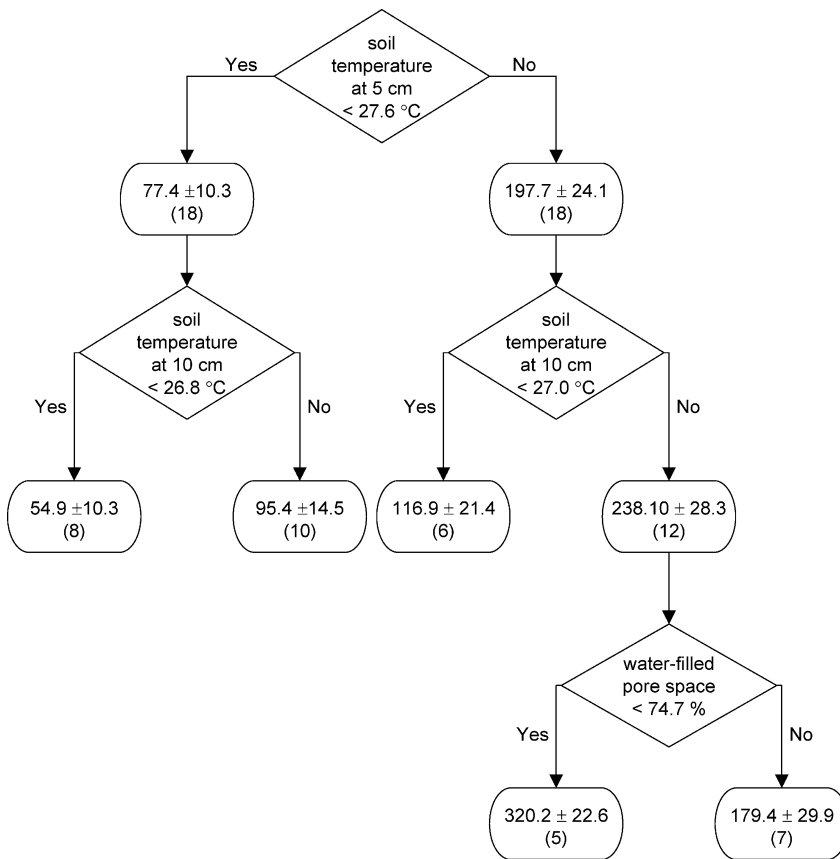 soil
temperature
at 5 cm
< 27.6 °C
Yes
No
77.4 ±10.3
(18)
197.7 ± 24.1
(18)
soil
temperature
at 10 cm
< 26.8 °C
Yes
No
soil
temperature
at 10 cm
< 27.0 °C
Yes
No
54.9 ±10.3
(8)
95.4 ±14.5
(10)
116.9 ± 21.4
(6)
238.10 ± 28.3
(12)
water-filled
pore space
< 74.7 %
Yes
No
320.2 ± 22.6
(5)
179.4 ± 29.9
(7)